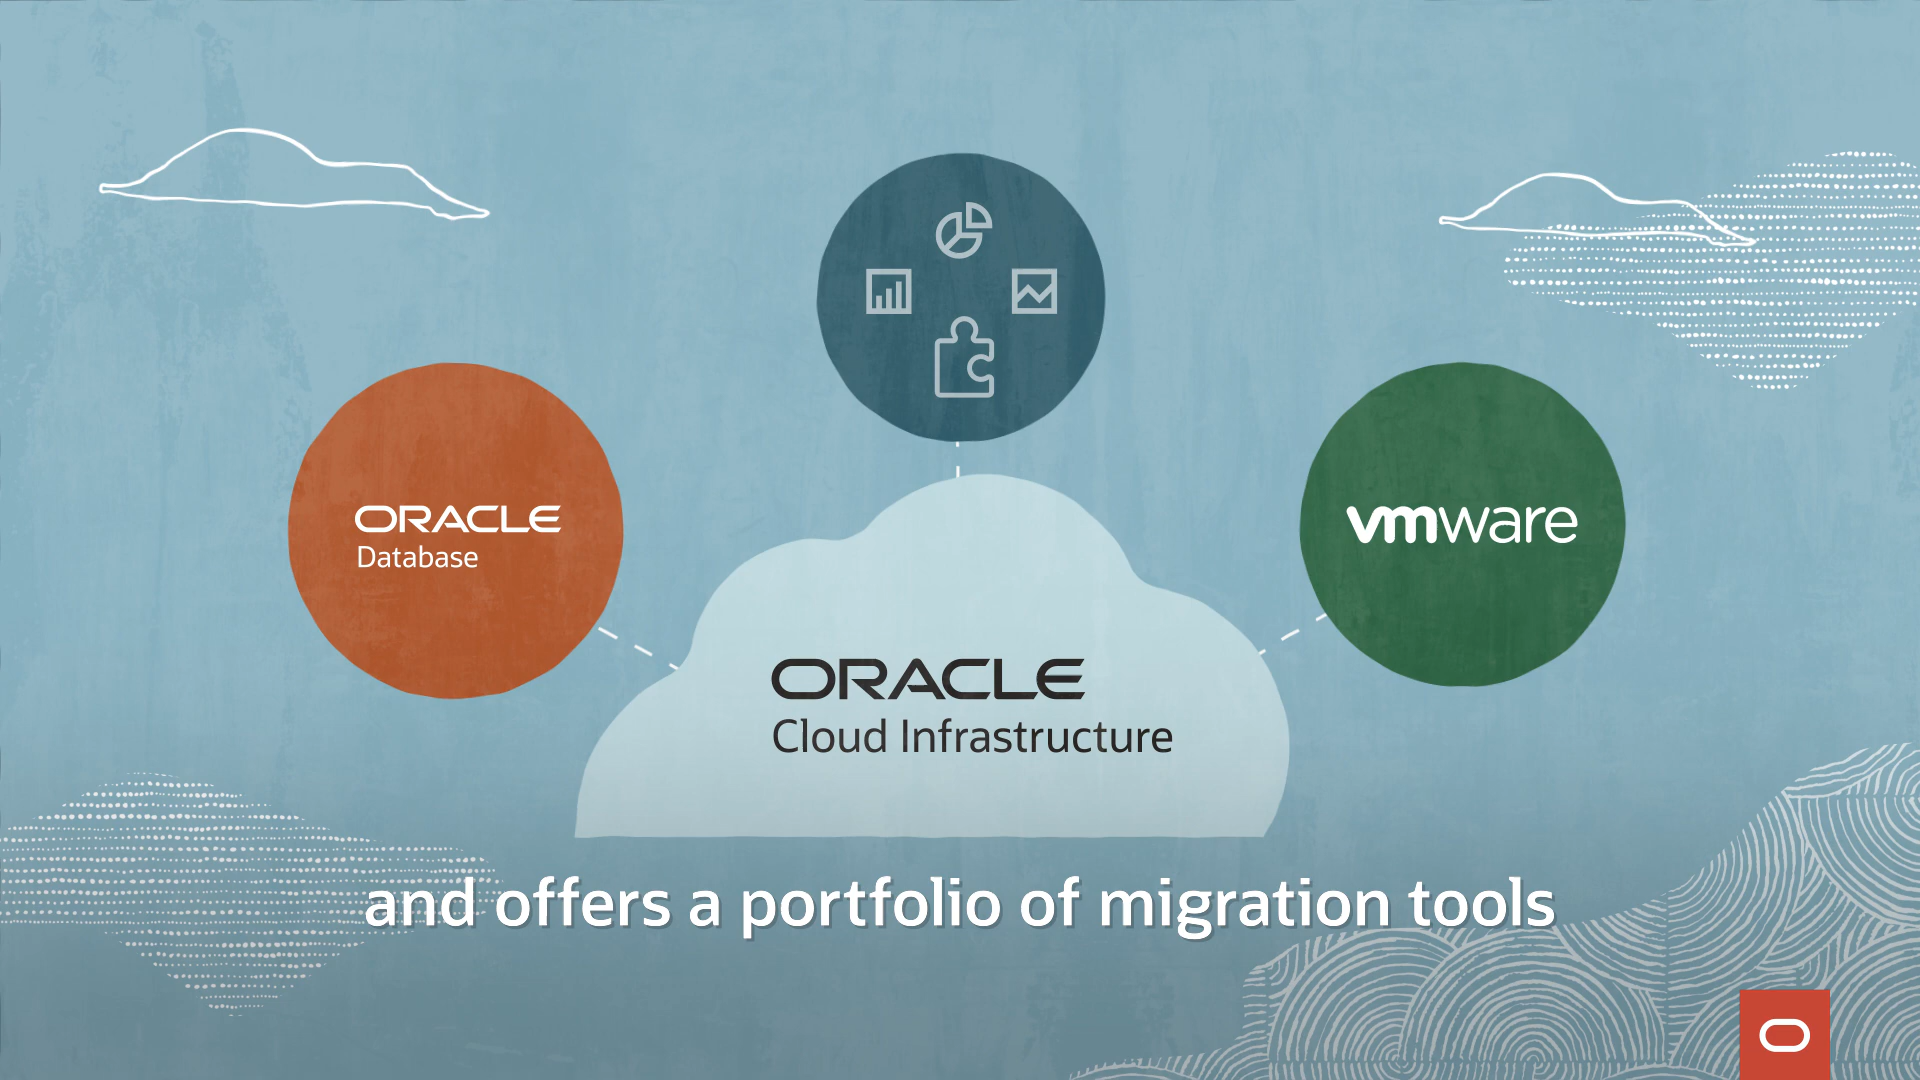 ORACLE
Database
vmware
ORACLE
Cloud Infrastructure
and offers a portfolio of migration tools